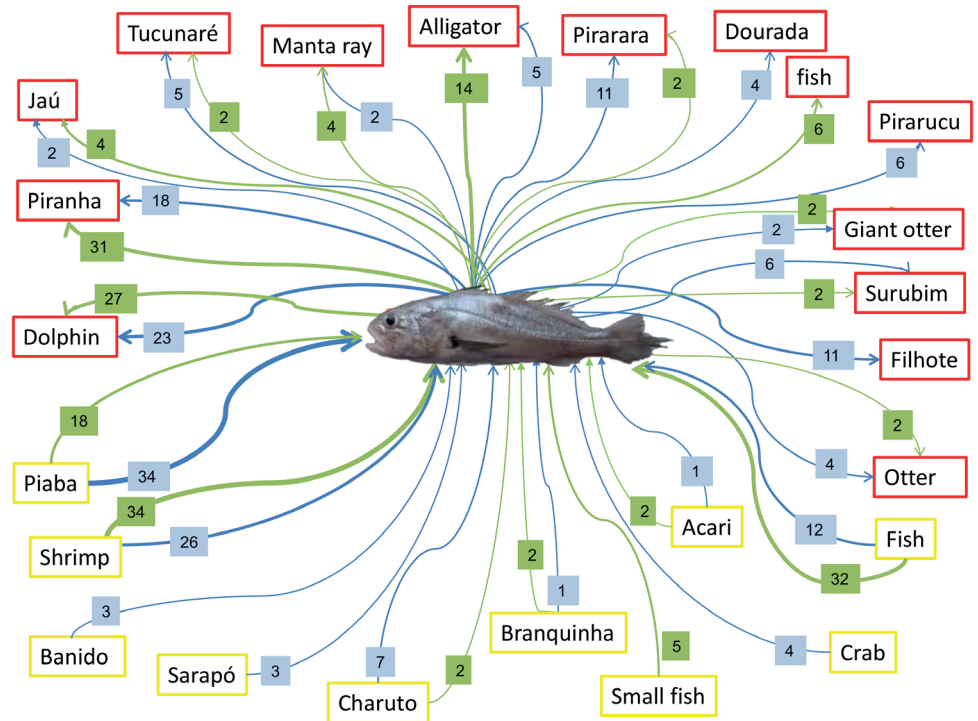 Alligator
Tucunaré
Pirarara
Dourada
Manta ray
fish
5
2
11
2
4
14
Jaú
5
2
4
2
6
Pirarucu
4
2
6
Piranha
18
2
Giant otter
31
2
6
27
2
Surubim
Dolphin
23
11
Filhote
18
2
34
4
Otter
Piaba
34
1
2
Acari
12
Fish
26
Shrimp
2
32
1
3
Branquinha
5
4
Crab
Banido
7
Sarapó
3
2
Small fish
Charuto